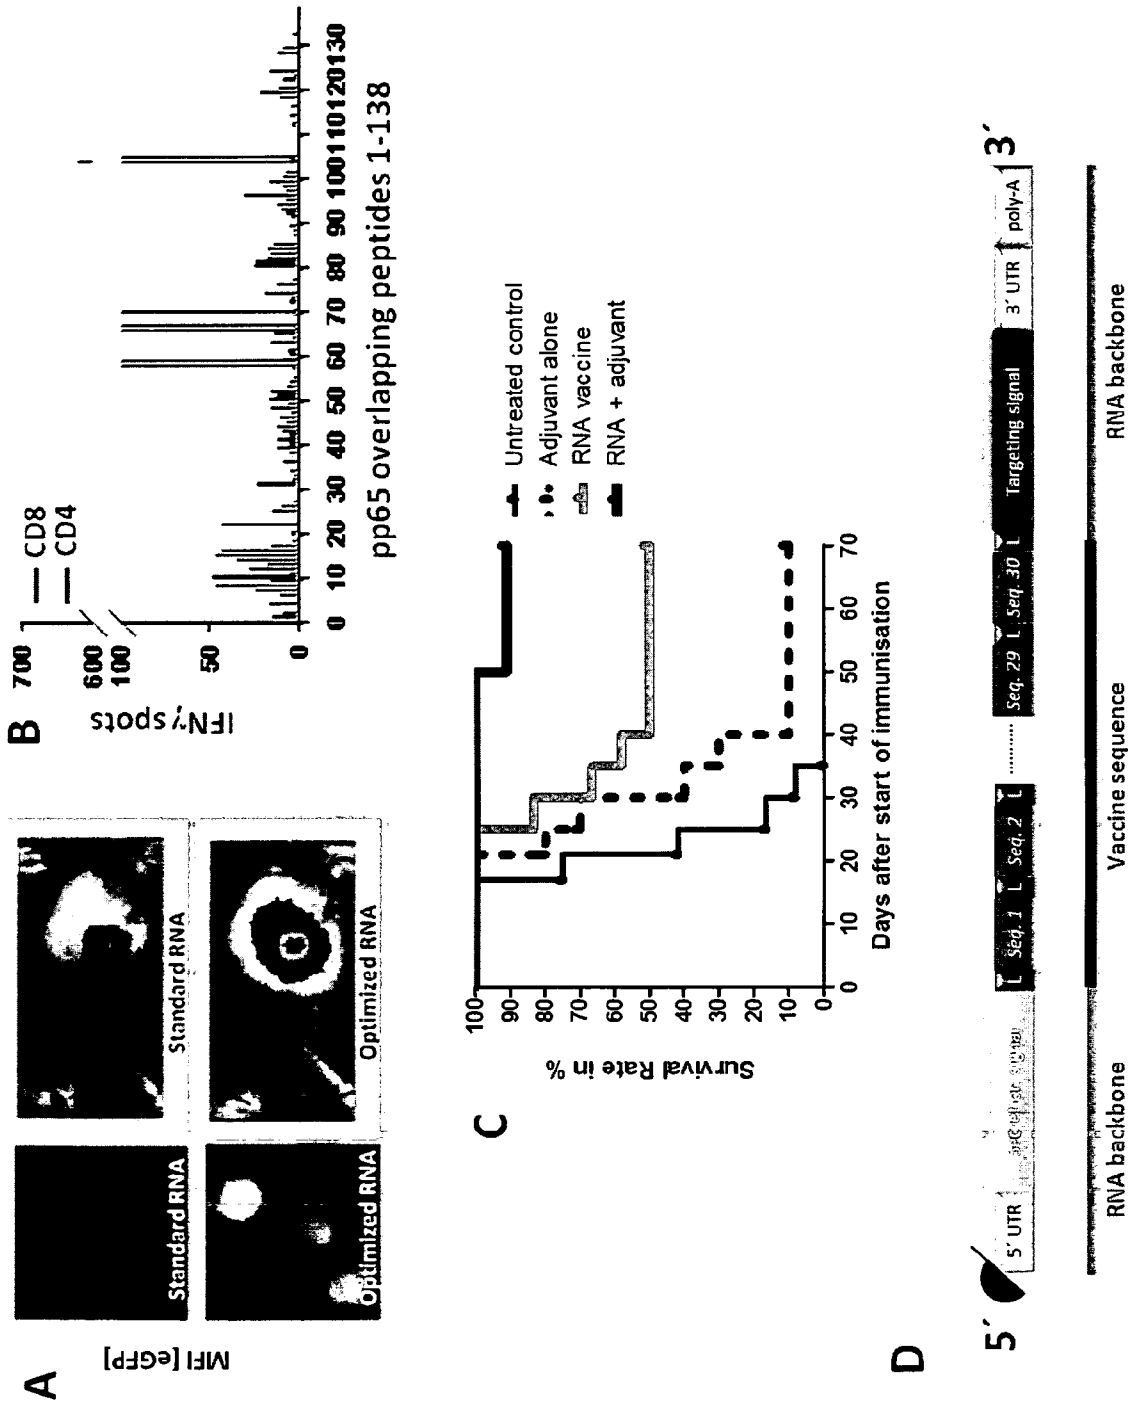 A
MFI [eGFP]
Standard RNA
Standard RNA
Optimized RNA
Optimized RNA
B
IFNγ spots
700
600
100
50
0
CD8
CD4
0 10 20 30 40 50 60 70 80 90 100 110 120 130
pp65 overlapping peptides 1-138
C
Survival Rate in %
100
90
80
70
60
50
40
30
20
10
0
0 10 20 30 40 50 60 70
Days after start of immunisation
Untreated control
Adjuvant alone
RNA vaccine
RNA + adjuvant
D
5´ 5´ UTR L Seq. 1 L Seq. 2 L Seq. 29 L Seq. 30 L Targeting signal 3´ UTR poly-A 3´
RNA backbone Vaccine sequence RNA backbone